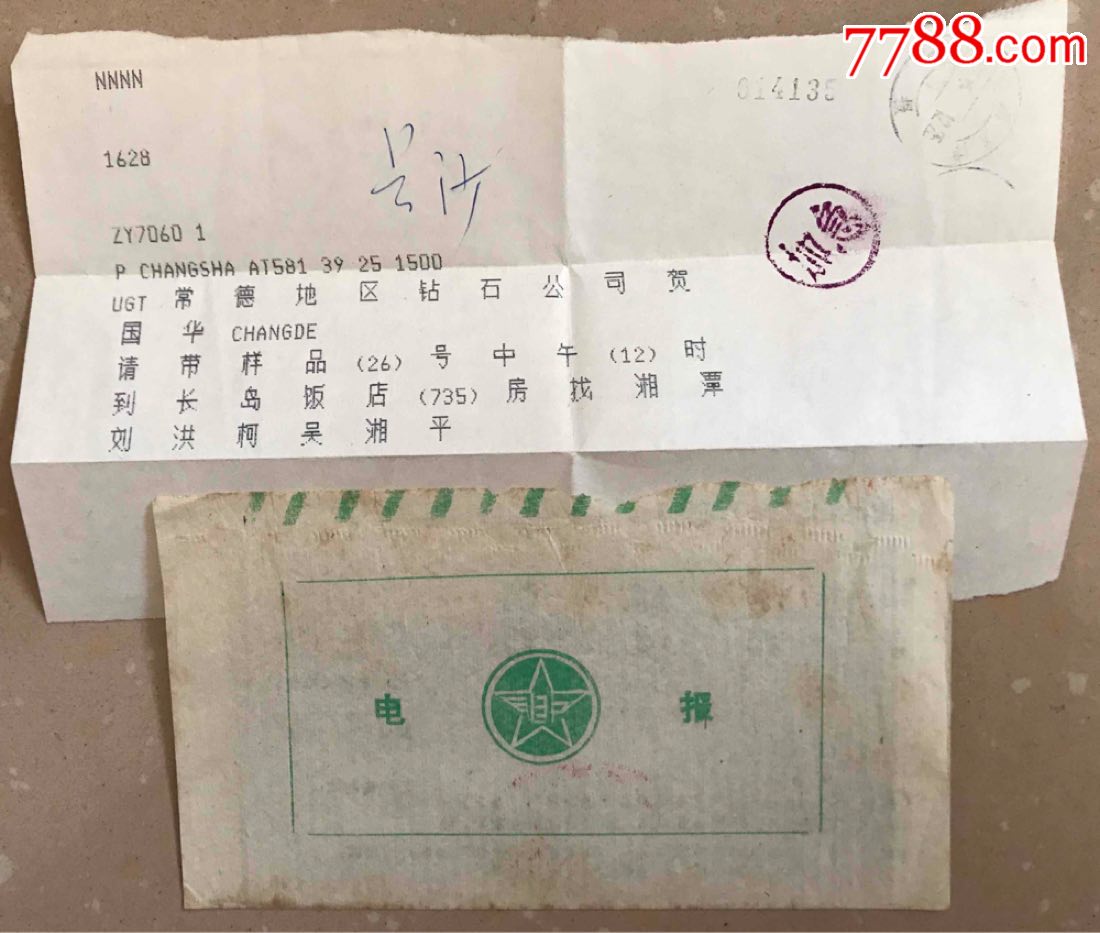 7788.com
NNNN
014135
1628
长沙
加急
ZY7060 1
P CHANGSHA AT581 39 25 1500
UGT 常德地区钻石公司贺
国华 CHANGDE
请带样品(26)号中午(12)时
到长岛饭店(735)房找湘潭
刘洪柯吴湘平
电报